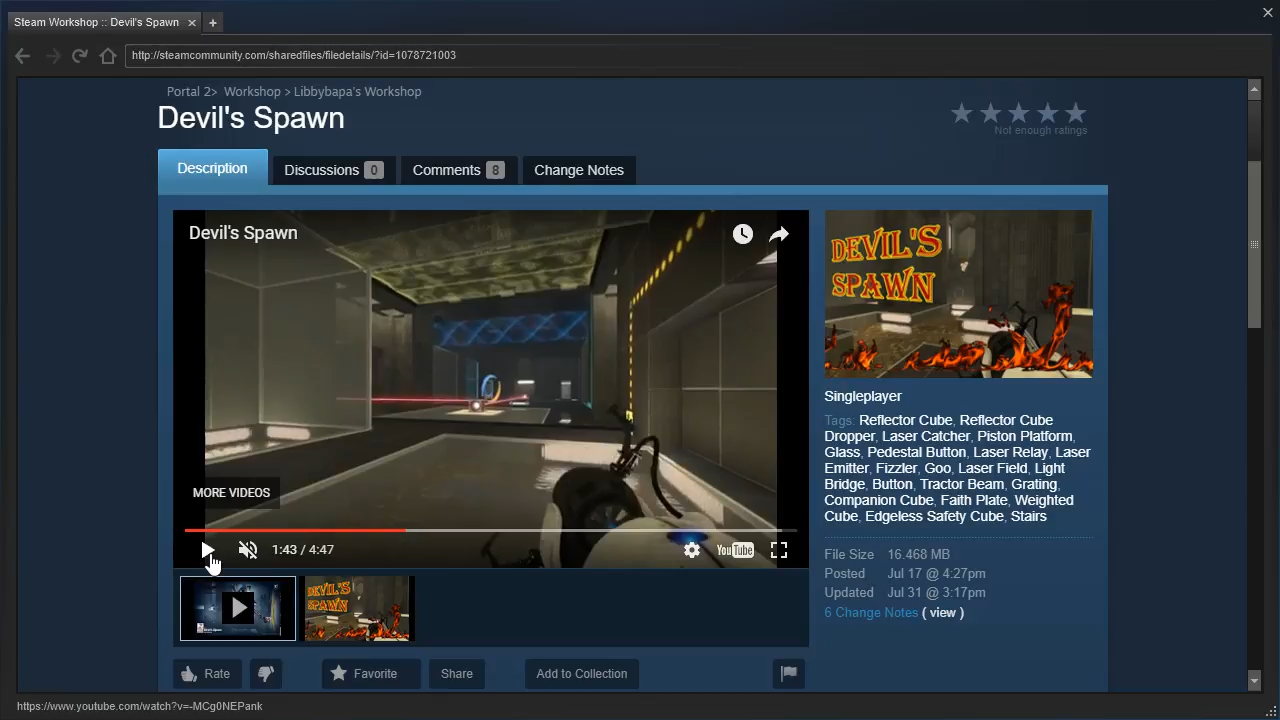 Steam Workshop :: Devil's Spawn
http://steamcommunity.com/sharedfiles/filedetails/?id=1078721003
Portal 2> Workshop > Libbybapa's Workshop
Devil's Spawn
Not enough ratings
Description
Discussions 0
Comments 8
Change Notes
Devil's Spawn
MORE VIDEOS
1:43 / 4:47
YouTube
DEVIL'S
SPAWN
Singleplayer
Tags: Reflector Cube, Reflector Cube
Dropper, Laser Catcher, Piston Platform,
Glass, Pedestal Button, Laser Relay, Laser
Emitter, Fizzler, Goo, Laser Field, Light
Bridge, Button, Tractor Beam, Grating,
Companion Cube, Faith Plate, Weighted
Cube, Edgeless Safety Cube, Stairs
File Size 16.468 MB
Posted Jul 17 @ 4:27pm
Updated Jul 31 @ 3:17pm
6 Change Notes ( view )
DEVIL'S
SPAWN
Rate
Favorite
Share
Add to Collection
https://www.youtube.com/watch?v=-MCg0NEPank